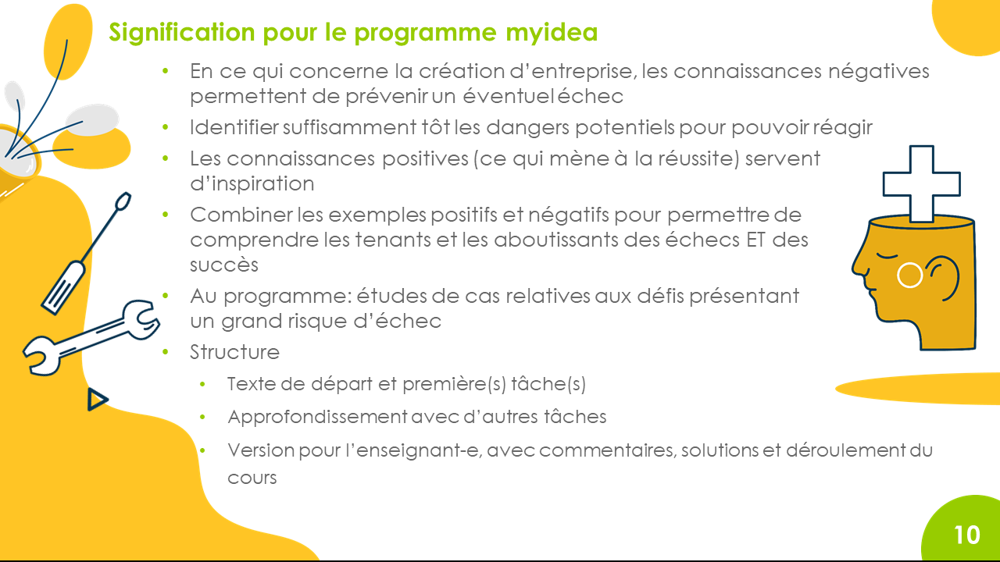 Signification pour le programme myidea
• En ce qui concerne la création d’entreprise, les connaissances négatives
permettent de prévenir un éventuel échec
• Identifier suffisamment tôt les dangers potentiels pour pouvoir réagir
• Les connaissances positives (ce qui mène à la réussite) servent
d’inspiration
• Combiner les exemples positifs et négatifs pour permettre de
comprendre les tenants et les aboutissants des échecs ET des
succès
• Au programme: études de cas relatives aux défis présentant
un grand risque d’échec
• Structure
• Texte de départ et première(s) tâche(s)
• Approfondissement avec d’autres tâches
• Version pour l’enseignant-e, avec commentaires, solutions et déroulement du
cours
10